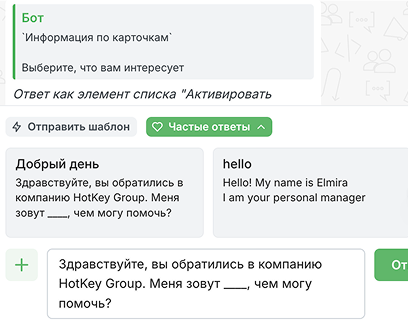 Бот
`Информация по карточкам`
Выберите, что вам интересует
Ответ как элемент списка "Активировать
Отправить шаблон
Частые ответы
Добрый день
Здравствуйте, вы обратились в
компанию HotKey Group. Меня
зовут ____, чем могу помочь?
hello
Hello! My name is Elmira
I am your personal manager
Здравствуйте, вы обратились в компанию
HotKey Group. Меня зовут ____, чем могу
помочь?
От